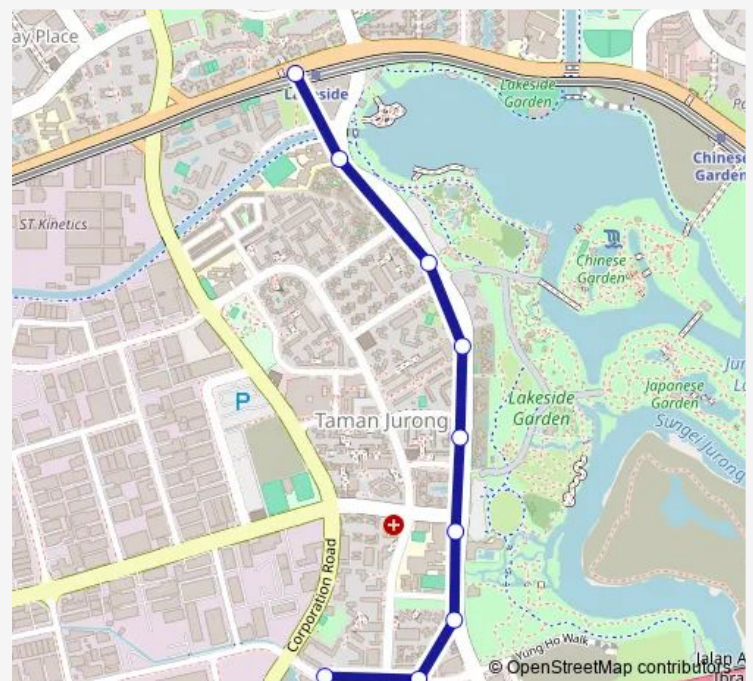 ay Place
Lakeside
Lakeside
Garden
Chinese
Garden
ST Kinetics
Chinese
Garden
P
Lakeside
Garden
Japanese
Garden
Taman Jurong
Sungei Jurong
Corporation Road
Yung Ho Walk
Jalan A
© OpenStreetMap contributors